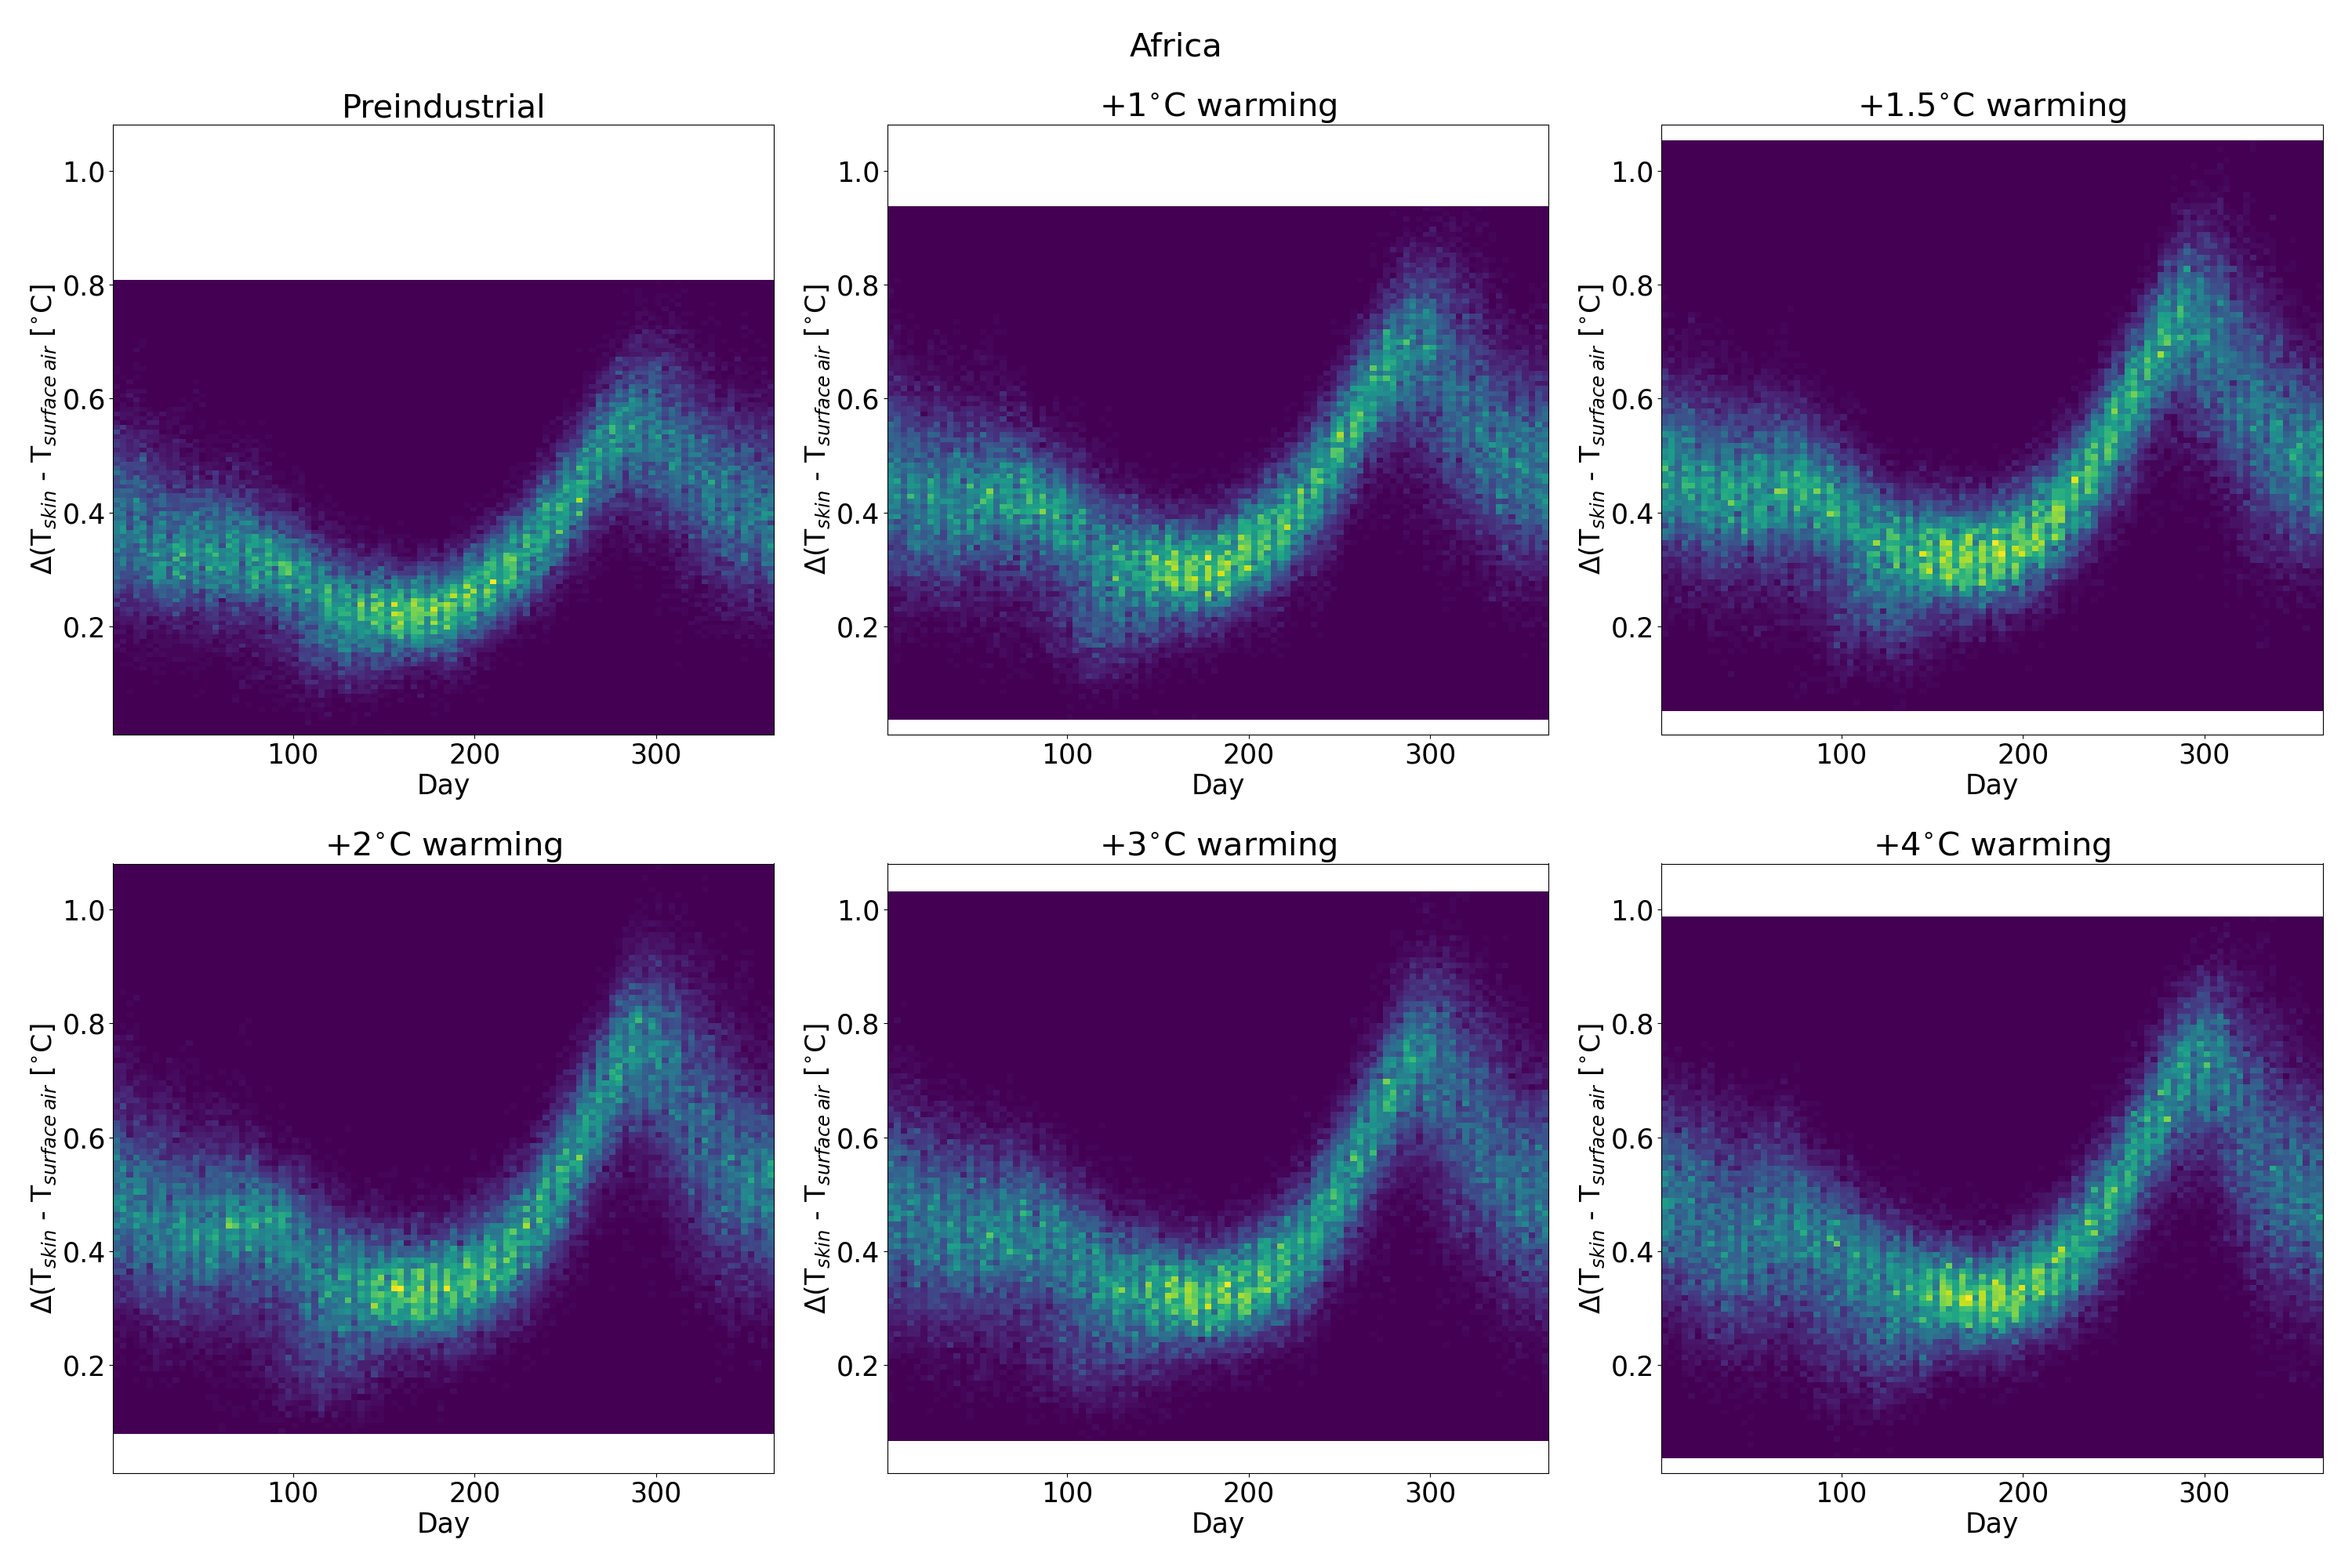 Africa
Preindustrial
+1°C warming
+1.5°C warming
Δ(T_skin - T_surface air [°C]
1.0
0.8
0.6
0.4
0.2
100 200 300
Day
Δ(T_skin - T_surface air [°C]
1.0
0.8
0.6
0.4
0.2
100 200 300
Day
Δ(T_skin - T_surface air [°C]
1.0
0.8
0.6
0.4
0.2
100 200 300
Day
+2°C warming
+3°C warming
+4°C warming
Δ(T_skin - T_surface air [°C]
1.0
0.8
0.6
0.4
0.2
100 200 300
Day
Δ(T_skin - T_surface air [°C]
1.0
0.8
0.6
0.4
0.2
100 200 300
Day
Δ(T_skin - T_surface air [°C]
1.0
0.8
0.6
0.4
0.2
100 200 300
Day